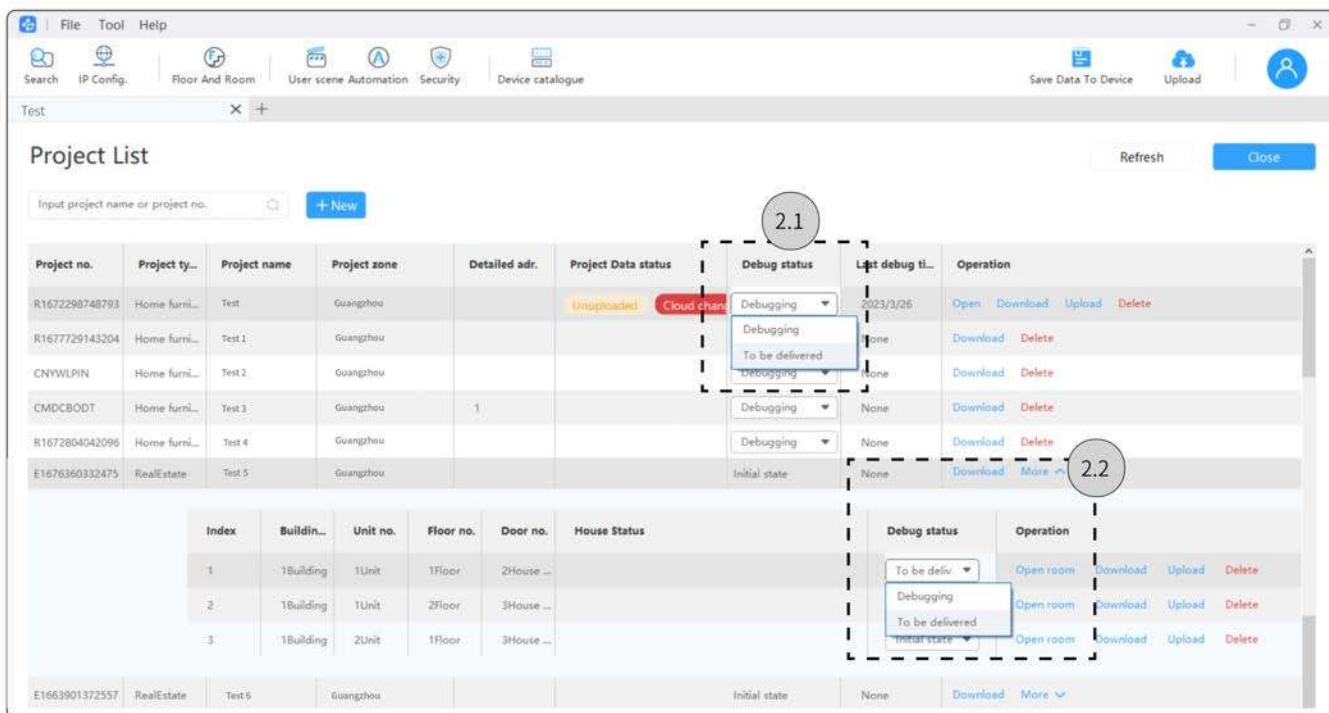 File Tool Help
Search IP Config. Floor And Room User scene Automation Security Device catalogue Save Data To Device Upload
Test
Project List Refresh Close
Input project name or project no. + New
2.1
Project no. Project ty... Project name Project zone Detailed adr. Project Data status Debug status Last debug ti... Operation
R1672298748793 Home furni... Test Guangzhou Unuploaded Cloud chan Debugging 2023/3/26 Open Download Upload Delete
Debugging
R1677729143204 Home furni... Test 1 Guangzhou None Download Delete
To be delivered
CNYWLPIN Home furni... Test 2 Guangzhou Debugging None Download Delete
CMDCBODT Home furni... Test 3 Guangzhou 1 Debugging None Download Delete
R1672804042096 Home furni... Test 4 Guangzhou Debugging None Download Delete
E1676360332475 RealEstate Test 5 Guangzhou Initial state None Download More 2.2
Index Buildin... Unit no. Floor no. Door no. House Status Debug status Operation
1 1Building 1Unit 1Floor 2House ... To be deliv Open room Download Upload Delete
Debugging
2 1Building 1Unit 2Floor 3House ... Open room Download Upload Delete
To be delivered
3 1Building 2Unit 1Floor 3House ... Initial state Open room Download Upload Delete
E1663901372557 RealEstate Test 6 Guangzhou Initial state None Download More